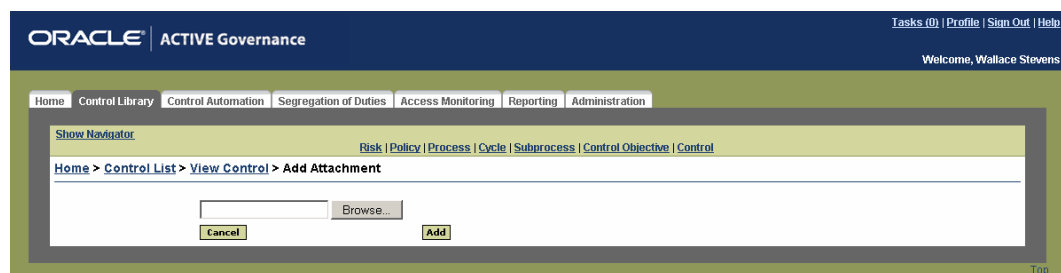 Tasks (0) | Profile | Sign Out | Help
ORACLE® | ACTIVE Governance
Welcome, Wallace Stevens
Home Control Library Control Automation Segregation of Duties Access Monitoring Reporting Administration
Show Navigator
Risk | Policy | Process | Cycle | Subprocess | Control Objective | Control
Home > Control List > View Control > Add Attachment
Browse...
Cancel Add
Top